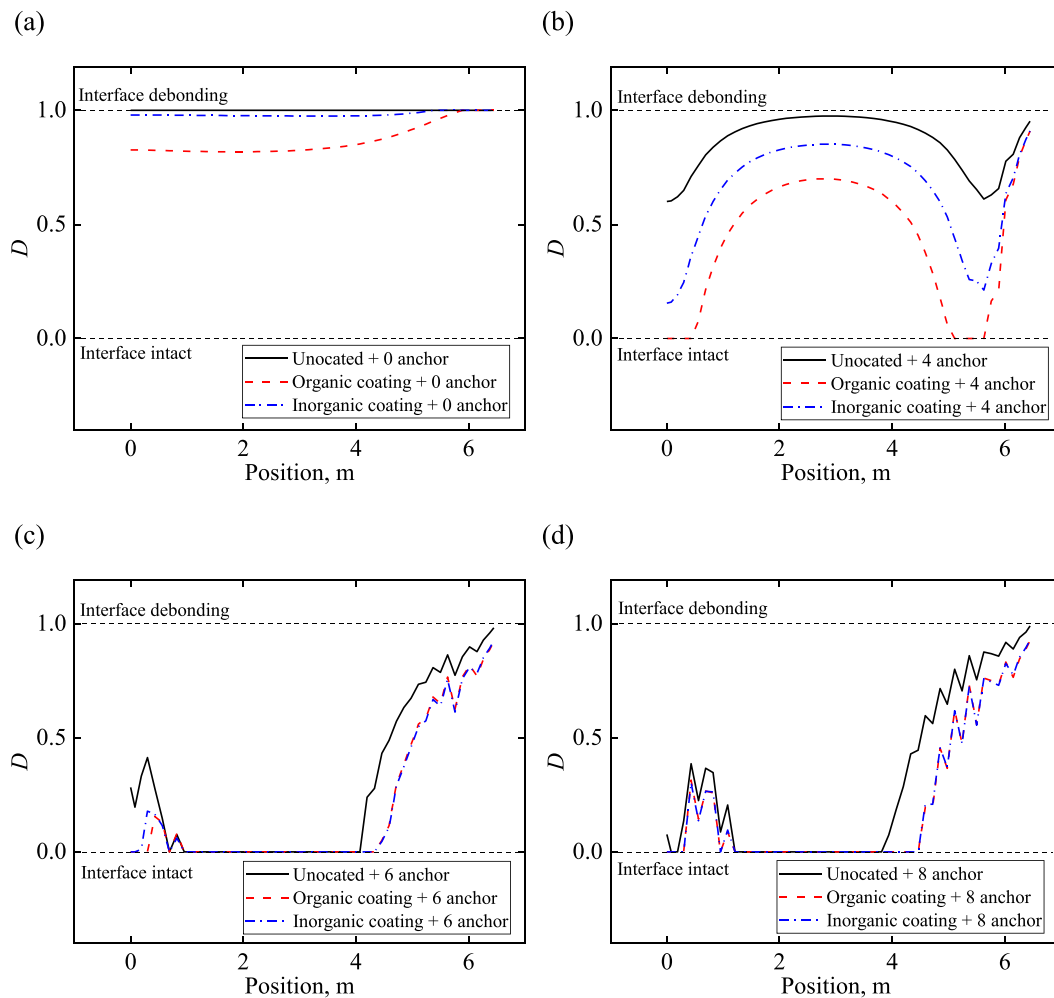 (a)
Interface debonding
1.0
0.5
0.0
D
Interface intact
Unocated + 0 anchor
Organic coating + 0 anchor
Inorganic coating + 0 anchor
0 2 4 6
Position, m
(b)
Interface debonding
1.0
0.5
0.0
D
Interface intact
Unocated + 4 anchor
Organic coating + 4 anchor
Inorganic coating + 4 anchor
0 2 4 6
Position, m
(c)
Interface debonding
1.0
0.5
0.0
D
Interface intact
Unocated + 6 anchor
Organic coating + 6 anchor
Inorganic coating + 6 anchor
0 2 4 6
Position, m
(d)
Interface debonding
1.0
0.5
0.0
D
Interface intact
Unocated + 8 anchor
Organic coating + 8 anchor
Inorganic coating + 8 anchor
0 2 4 6
Position, m